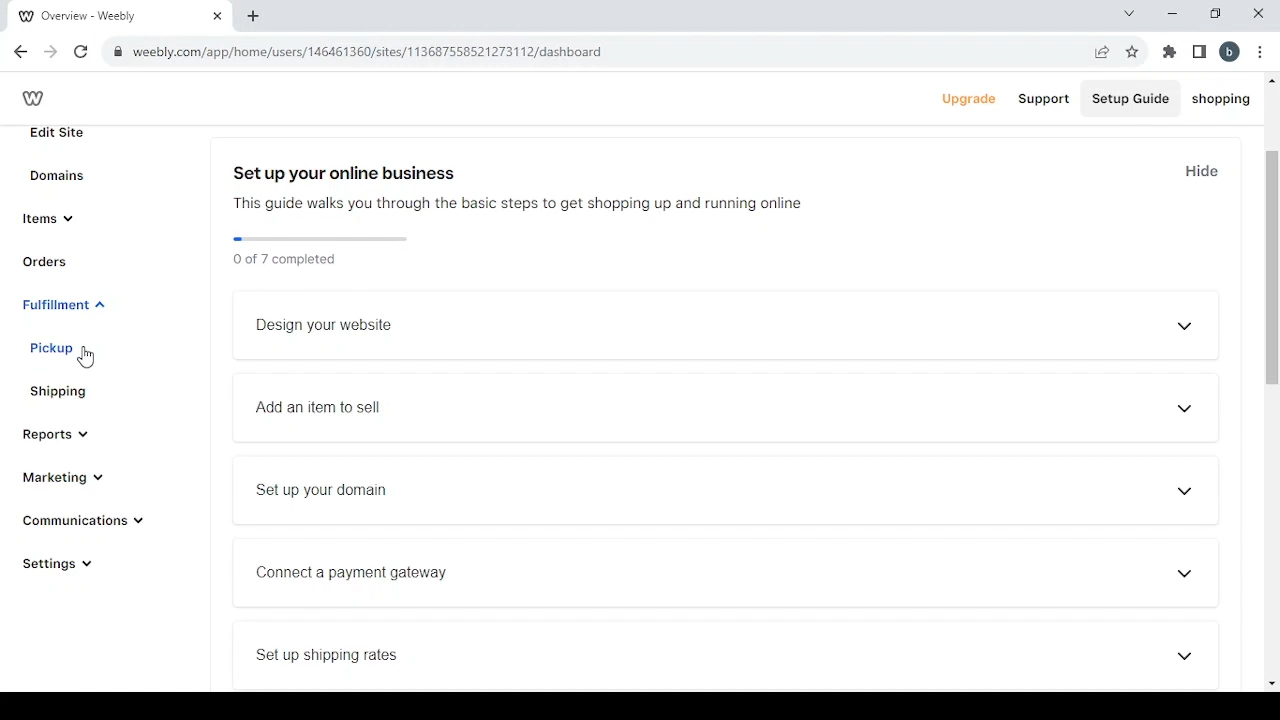 Overview - Weebly
weebly.com/app/home/users/146461360/sites/113687558521273112/dashboard
b
Upgrade
Support
Setup Guide
shopping
Edit Site
Domains
Items
Orders
Fulfillment
Pickup
Shipping
Reports
Marketing
Communications
Settings
Set up your online business
Hide
This guide walks you through the basic steps to get shopping up and running online
0 of 7 completed
Design your website
Add an item to sell
Set up your domain
Connect a payment gateway
Set up shipping rates